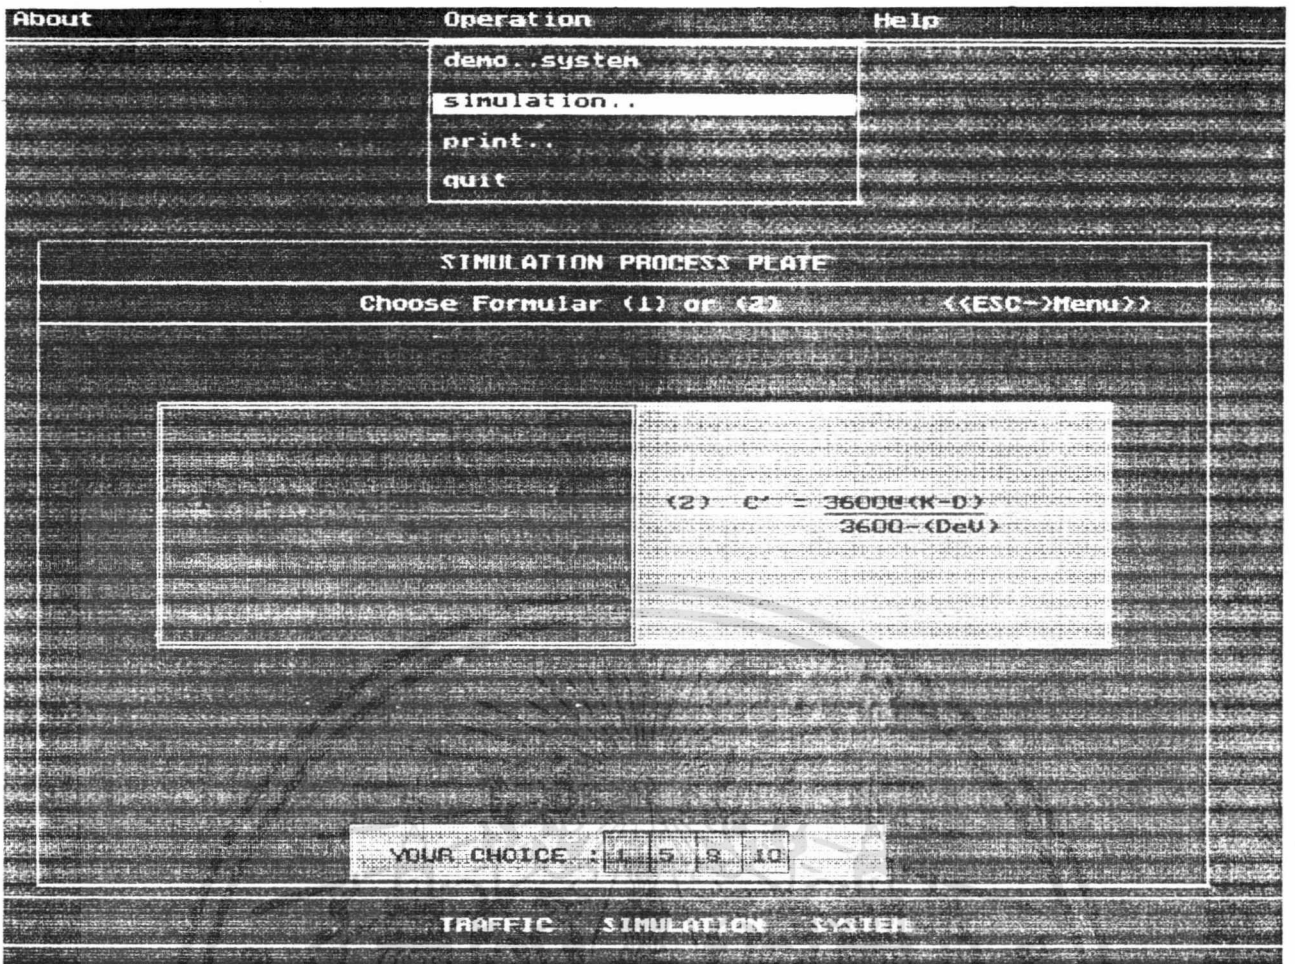 About Operation Help
demo..system
simulation..
print..
quit
SIMULATION PROCESS PLATE
Choose Formular (1) or (2) <<ESC->Menu>>
(2) C' = 3600@(K-D)
3600-(DeV)
YOUR CHOICE : 1 5 8 10
TRAFFIC SIMULATION SYSTEM